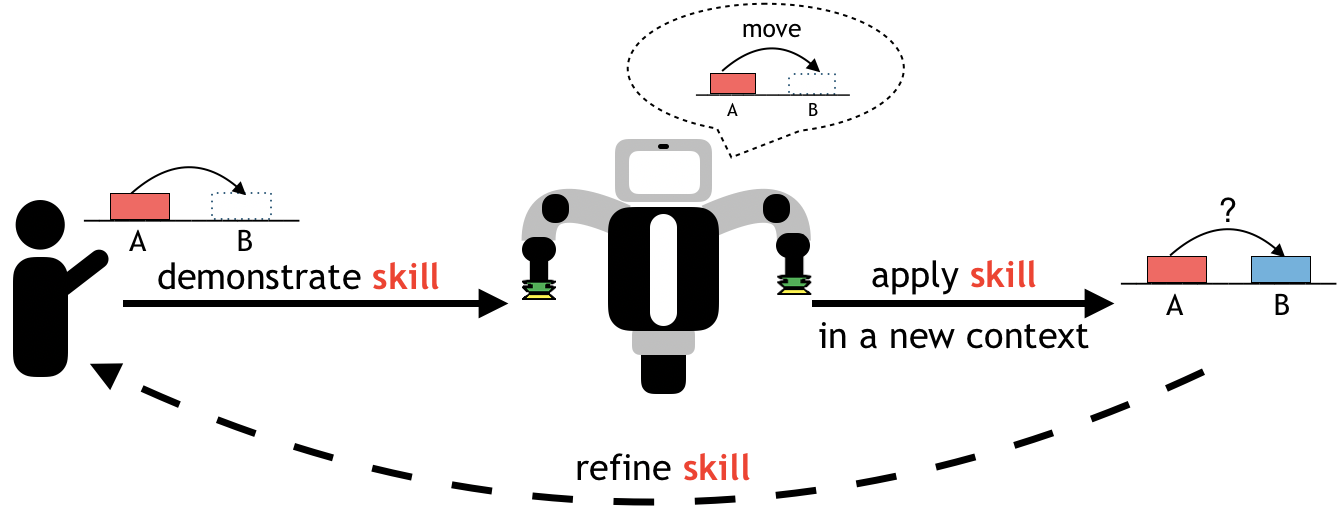 move
A B
A B
demonstrate skill
?
A B
apply skill
in a new context
refine skill